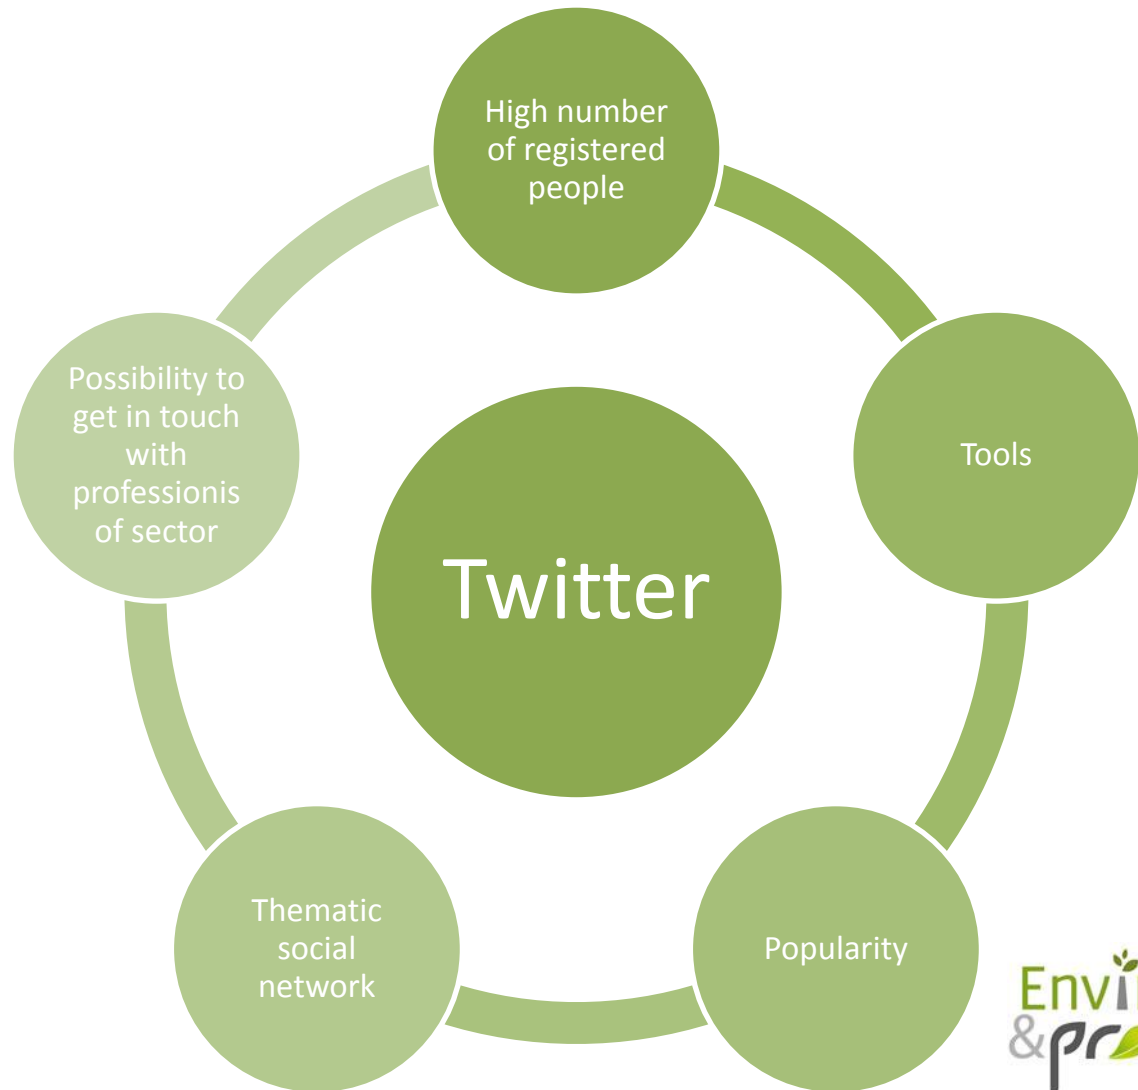 High number
of registered
people
Tools
Popularity
Thematic
social
network
Possibility to
get in touch
with
professionis
of sector
Twitter